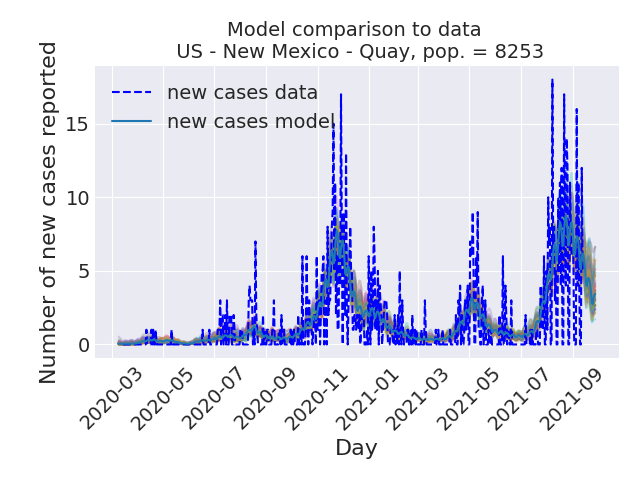 Model comparison to data
US - New Mexico - Quay, pop. = 8253
Number of new cases reported
new cases data
new cases model
15
10
5
0
2020-03
2020-05
2020-07
2020-09
2020-11
2021-01
2021-03
2021-05
2021-07
2021-09
Day